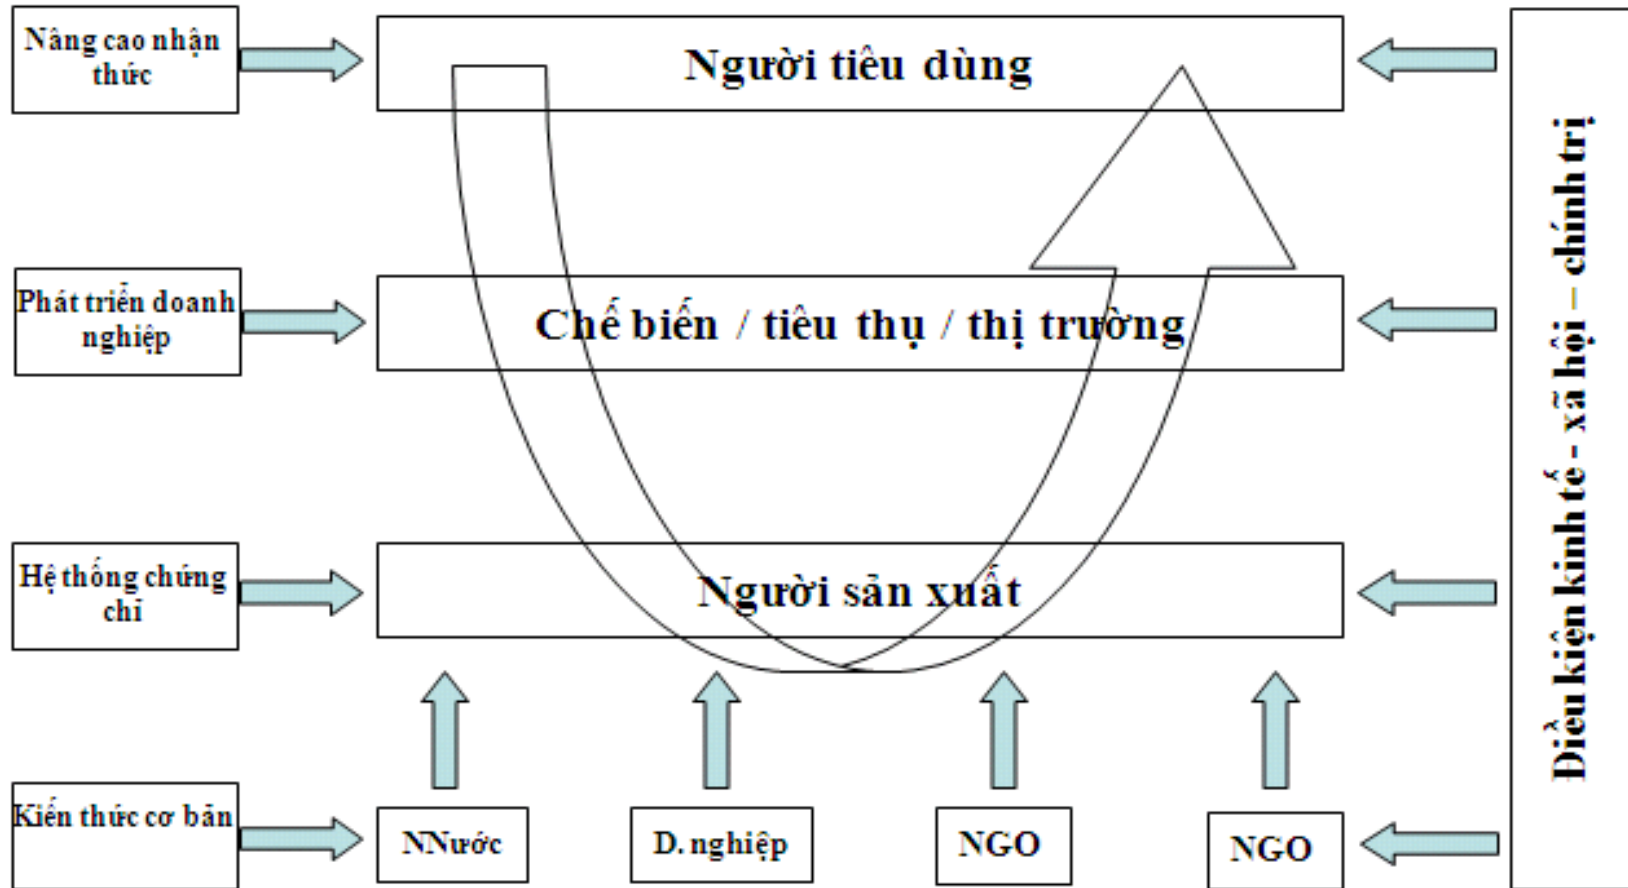 Nâng cao nhận
thức
Người tiêu dùng
Phát triển doanh
nghiệp
Chế biến / tiêu thụ / thị trường
Hệ thống chứng
chỉ
Người sản xuất
Kiến thức cơ bản
NNước
D. nghiệp
NGO
NGO
Điều kiện kinh tế - xã hội – chính trị